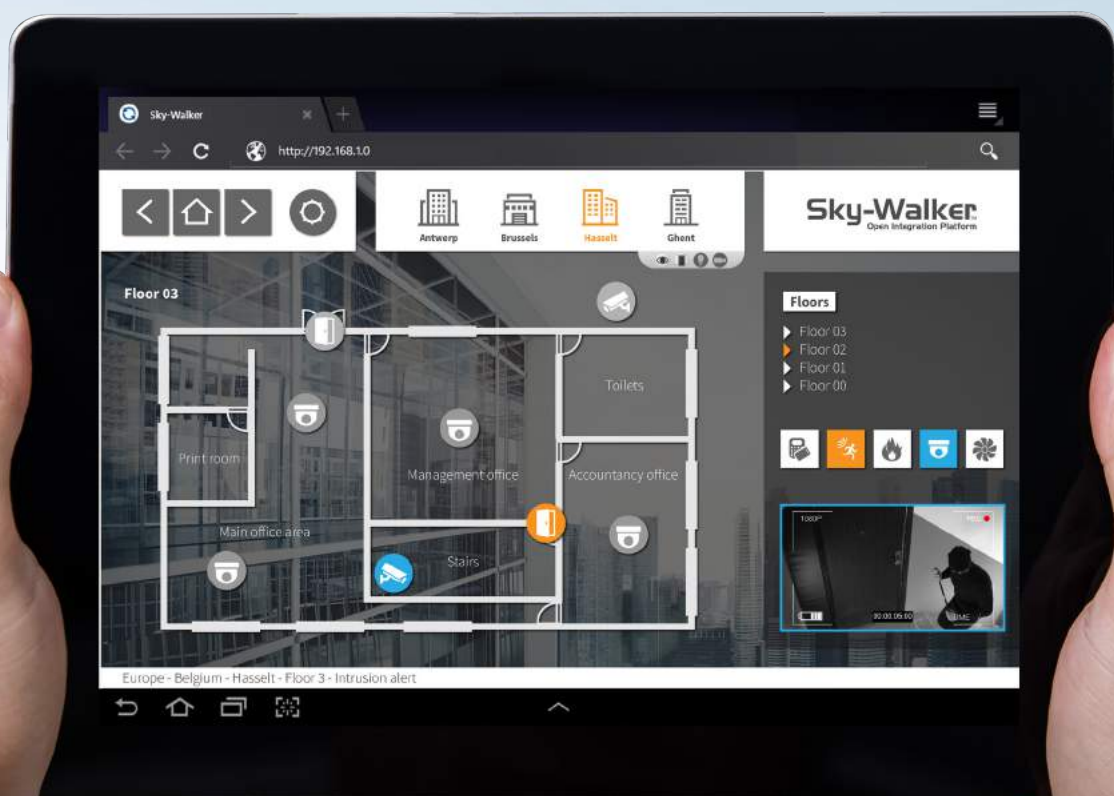 Sky-Walker
http://192.168.1.0
Antwerp
Brussels
Hasselt
Ghent
Sky-Walker
Open Integration Platform
Floor 03
Floors
Floor 03
Floor 02
Floor 01
Floor 00
Toilets
Print room
Management office
Accountancy office
Main office area
Stairs
1080P
REC
00:00:05:00
Europe - Belgium - Hasselt - Floor 3 - Intrusion alert